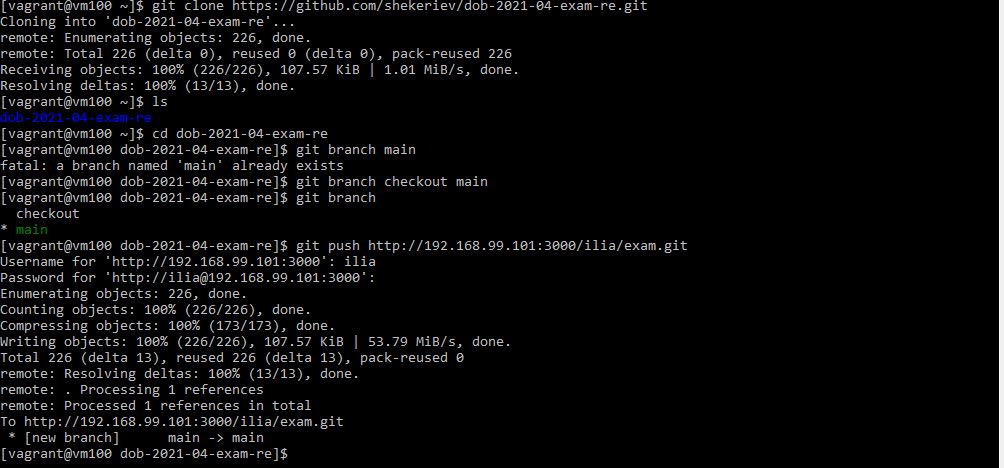 [vagrant@vm100 ~]$ git clone https://github.com/shekeriev/dob-2021-04-exam-re.git
Cloning into 'dob-2021-04-exam-re'...
remote: Enumerating objects: 226, done.
remote: Total 226 (delta 0), reused 0 (delta 0), pack-reused 226
Receiving objects: 100% (226/226), 107.57 KiB | 1.01 MiB/s, done.
Resolving deltas: 100% (13/13), done.
[vagrant@vm100 ~]$ ls
dob-2021-04-exam-re
[vagrant@vm100 ~]$ cd dob-2021-04-exam-re
[vagrant@vm100 dob-2021-04-exam-re]$ git branch main
fatal: a branch named 'main' already exists
[vagrant@vm100 dob-2021-04-exam-re]$ git branch checkout main
[vagrant@vm100 dob-2021-04-exam-re]$ git branch
  checkout
* main
[vagrant@vm100 dob-2021-04-exam-re]$ git push http://192.168.99.101:3000/ilia/exam.git
Username for 'http://192.168.99.101:3000': ilia
Password for 'http://ilia@192.168.99.101:3000':
Enumerating objects: 226, done.
Counting objects: 100% (226/226), done.
Compressing objects: 100% (173/173), done.
Writing objects: 100% (226/226), 107.57 KiB | 53.79 MiB/s, done.
Total 226 (delta 13), reused 226 (delta 13), pack-reused 0
remote: Resolving deltas: 100% (13/13), done.
remote: . Processing 1 references
remote: Processed 1 references in total
To http://192.168.99.101:3000/ilia/exam.git
 * [new branch]      main -> main
[vagrant@vm100 dob-2021-04-exam-re]$